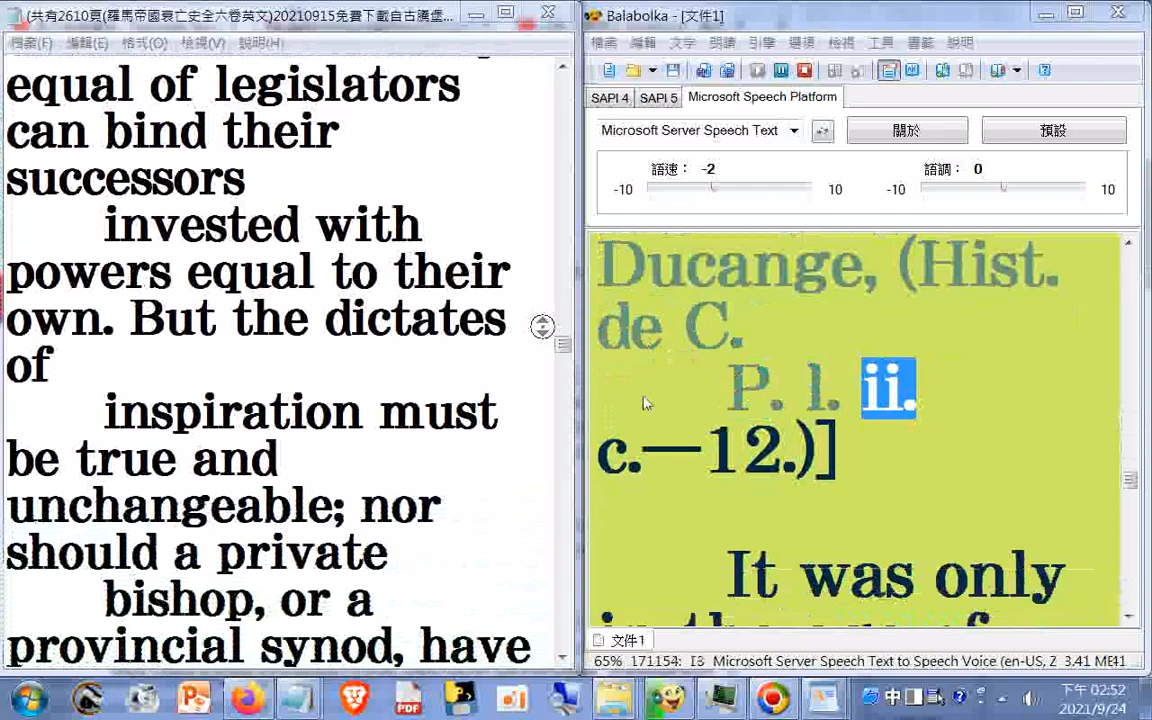 (共有2610頁(羅馬帝國衰亡史全六卷英文)20210915免費下載自古騰堡...
檔案(F) 編輯(E) 格式(O) 檢視(V) 說明(H)
equal of legislators
can bind their
successors
invested with
powers equal to their
own. But the dictates
of
inspiration must
be true and
unchangeable; nor
should a private
bishop, or a
provincial synod, have
Balabolka - [文件1]
檔案 編輯 文字 朗讀 引擎 選項 檢視 工具 書籤 說明
SAPI 4 SAPI 5 Microsoft Speech Platform
Microsoft Server Speech Text 關於 預設
語速： -2 語調： 0
-10 10 -10 10
Ducange, (Hist.
de C.
P. l. ii.
c.—12.)]
It was only
文件1
65% 171154: 13 Microsoft Server Speech Text to Speech Voice (en-US, Z 3.41 ME41
中
下午 02:52
2021/9/24